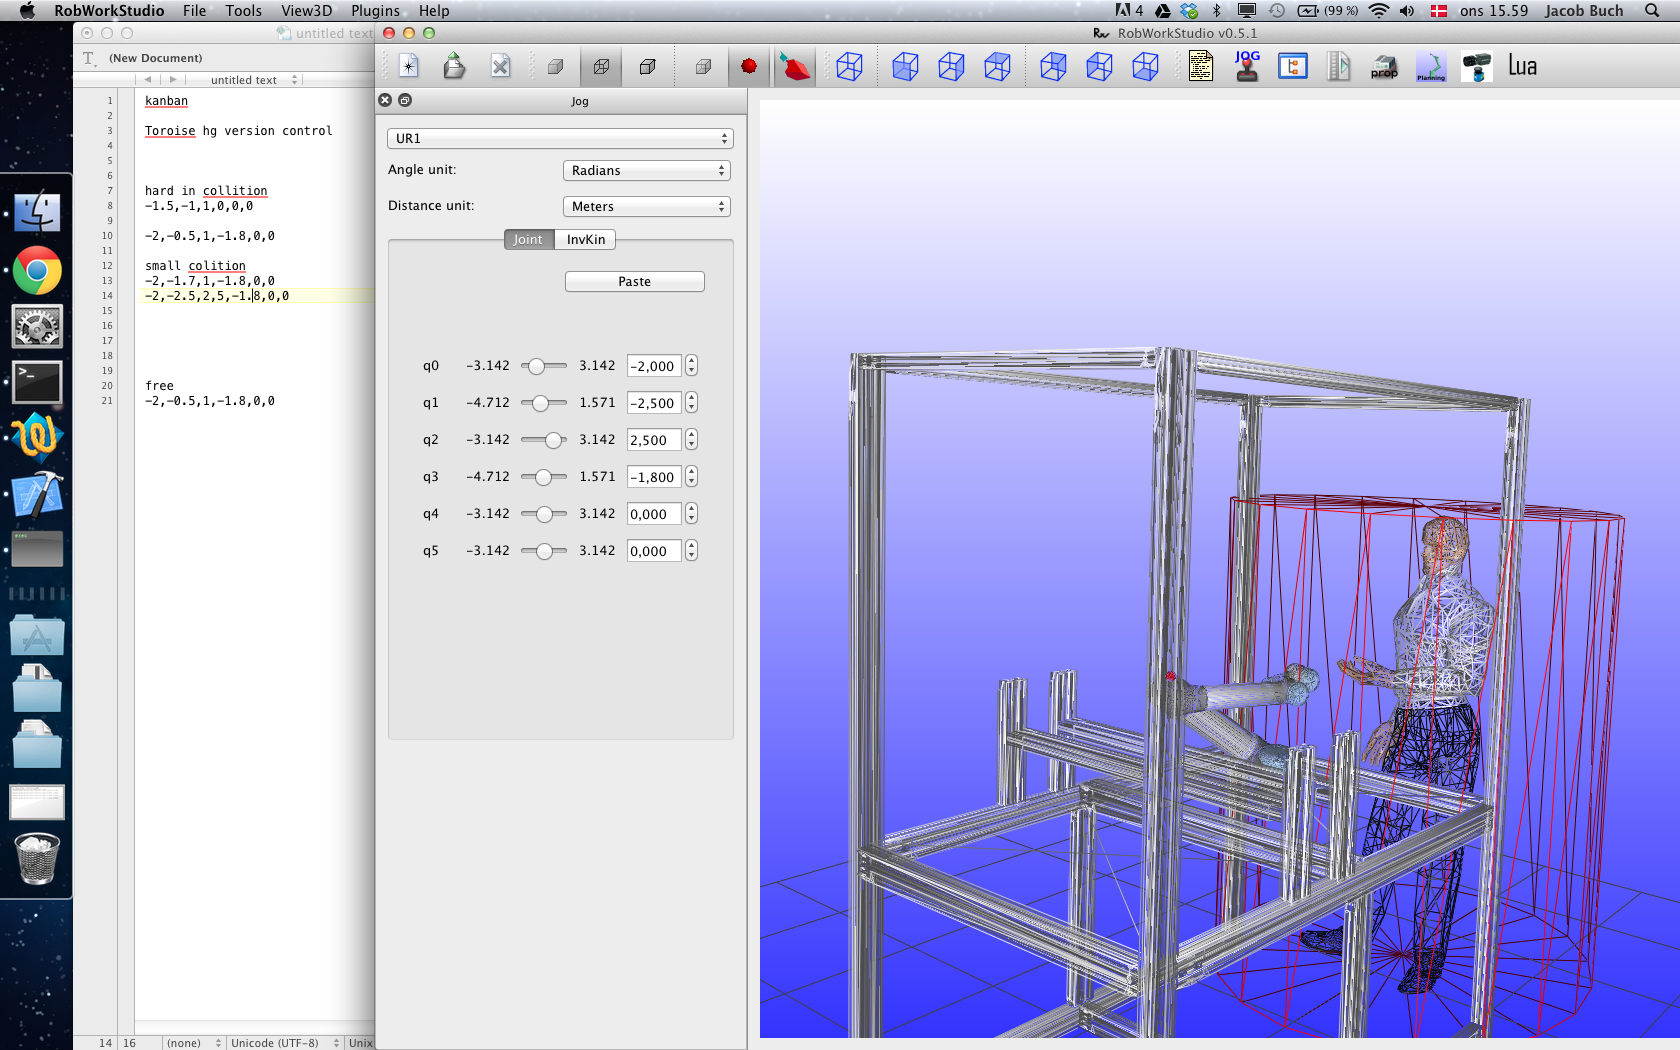 RobWorkStudio File Tools View3D Plugins Help
4 (99 %) ons 15.59 Jacob Buch
untitled text
RobWorkStudio v0.5.1
(New Document)
untitled text
JOG
prop
Planning
Lua
Jog
1 kanban
2
3 Toroise hg version control
4
5
6
7 hard in collition
8 -1.5,-1,1,0,0,0
9
10 -2,-0.5,1,-1.8,0,0
11
12 small colition
13 -2,-1.7,1,-1.8,0,0
14 -2,-2.5,2,5,-1.8,0,0
15
16
17
18
19
20 free
21 -2,-0.5,1,-1.8,0,0
UR1
Angle unit: Radians
Distance unit: Meters
Joint InvKin
Paste
q0 -3.142 3.142 -2,000
q1 -4.712 1.571 -2,500
q2 -3.142 3.142 2,500
q3 -4.712 1.571 -1,800
q4 -3.142 3.142 0,000
q5 -3.142 3.142 0,000
14 16 (none) Unicode (UTF-8) Unix